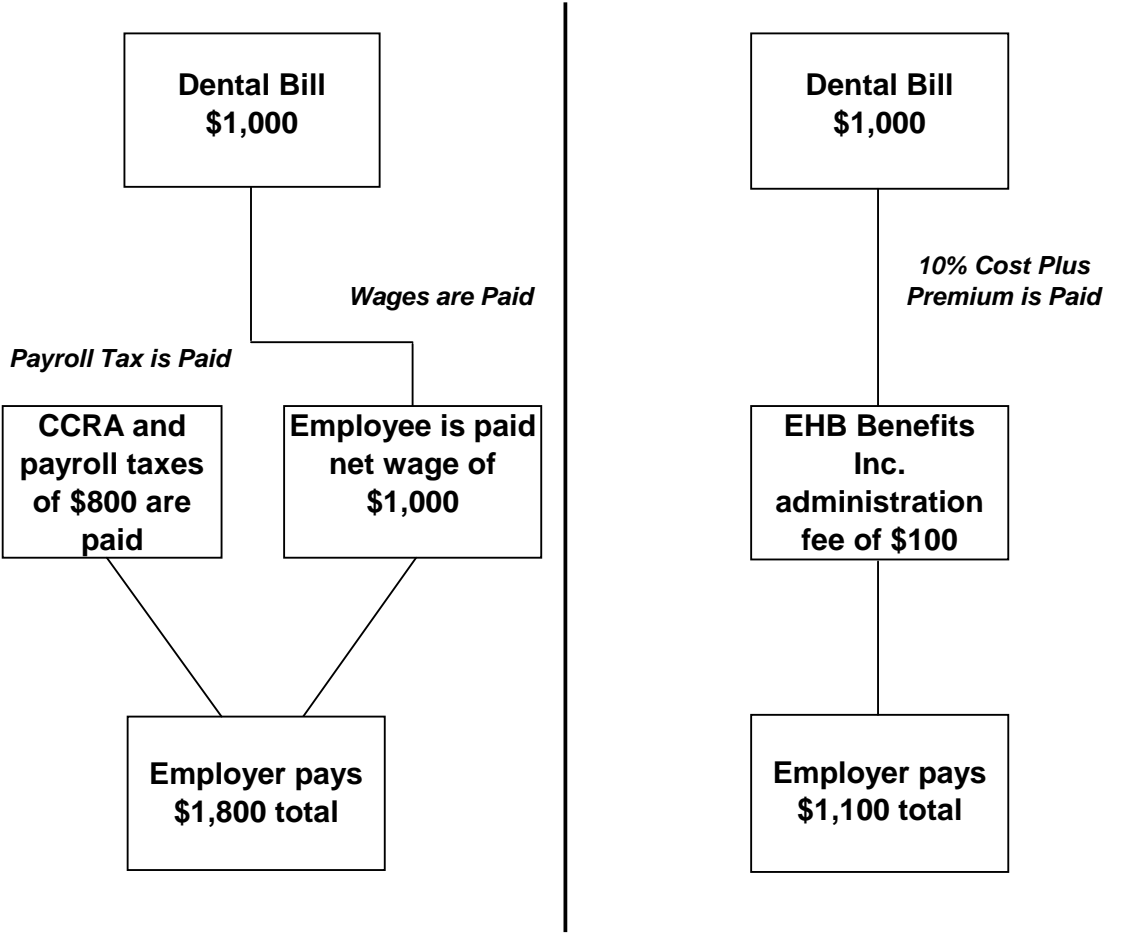 Dental Bill
$1,000
Wages are Paid
Payroll Tax is Paid
CCRA and
payroll taxes
of $800 are
paid
Employee is paid
net wage of
$1,000
Employer pays
$1,800 total
Dental Bill
$1,000
10% Cost Plus
Premium is Paid
EHB Benefits
Inc.
administration
fee of $100
Employer pays
$1,100 total